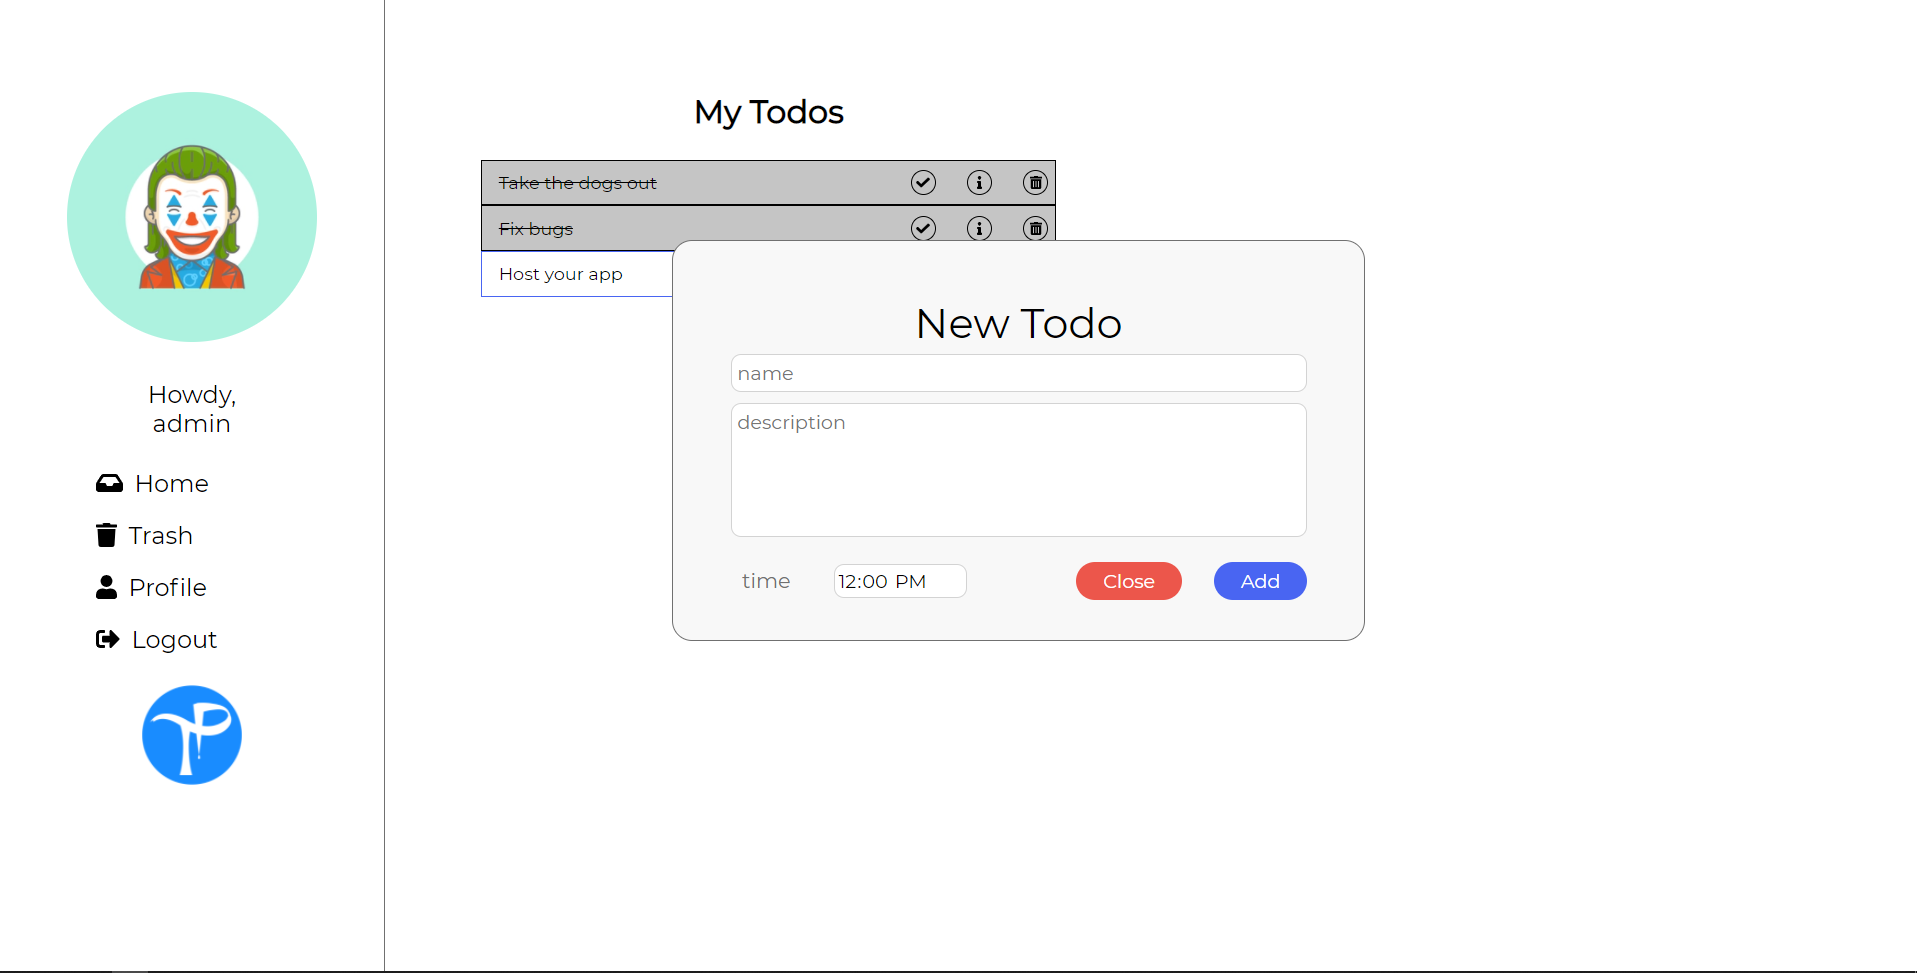 Howdy,
admin
Home
Trash
Profile
Logout
TP
My Todos
Take the dogs out
Fix bugs
Host your app
New Todo
name
description
time 12:00 PM Close Add